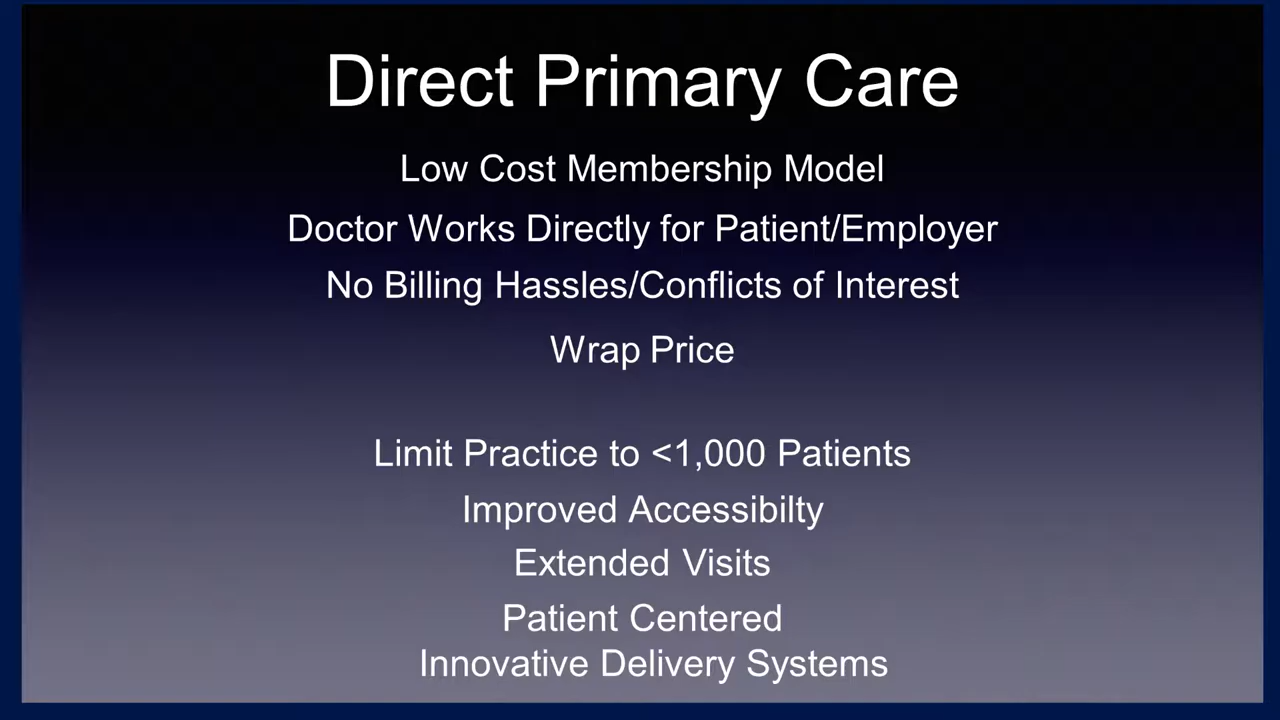 Direct Primary Care
Low Cost Membership Model
Doctor Works Directly for Patient/Employer
No Billing Hassles/Conflicts of Interest
Wrap Price
Limit Practice to <1,000 Patients
Improved Accessibilty
Extended Visits
Patient Centered
Innovative Delivery Systems